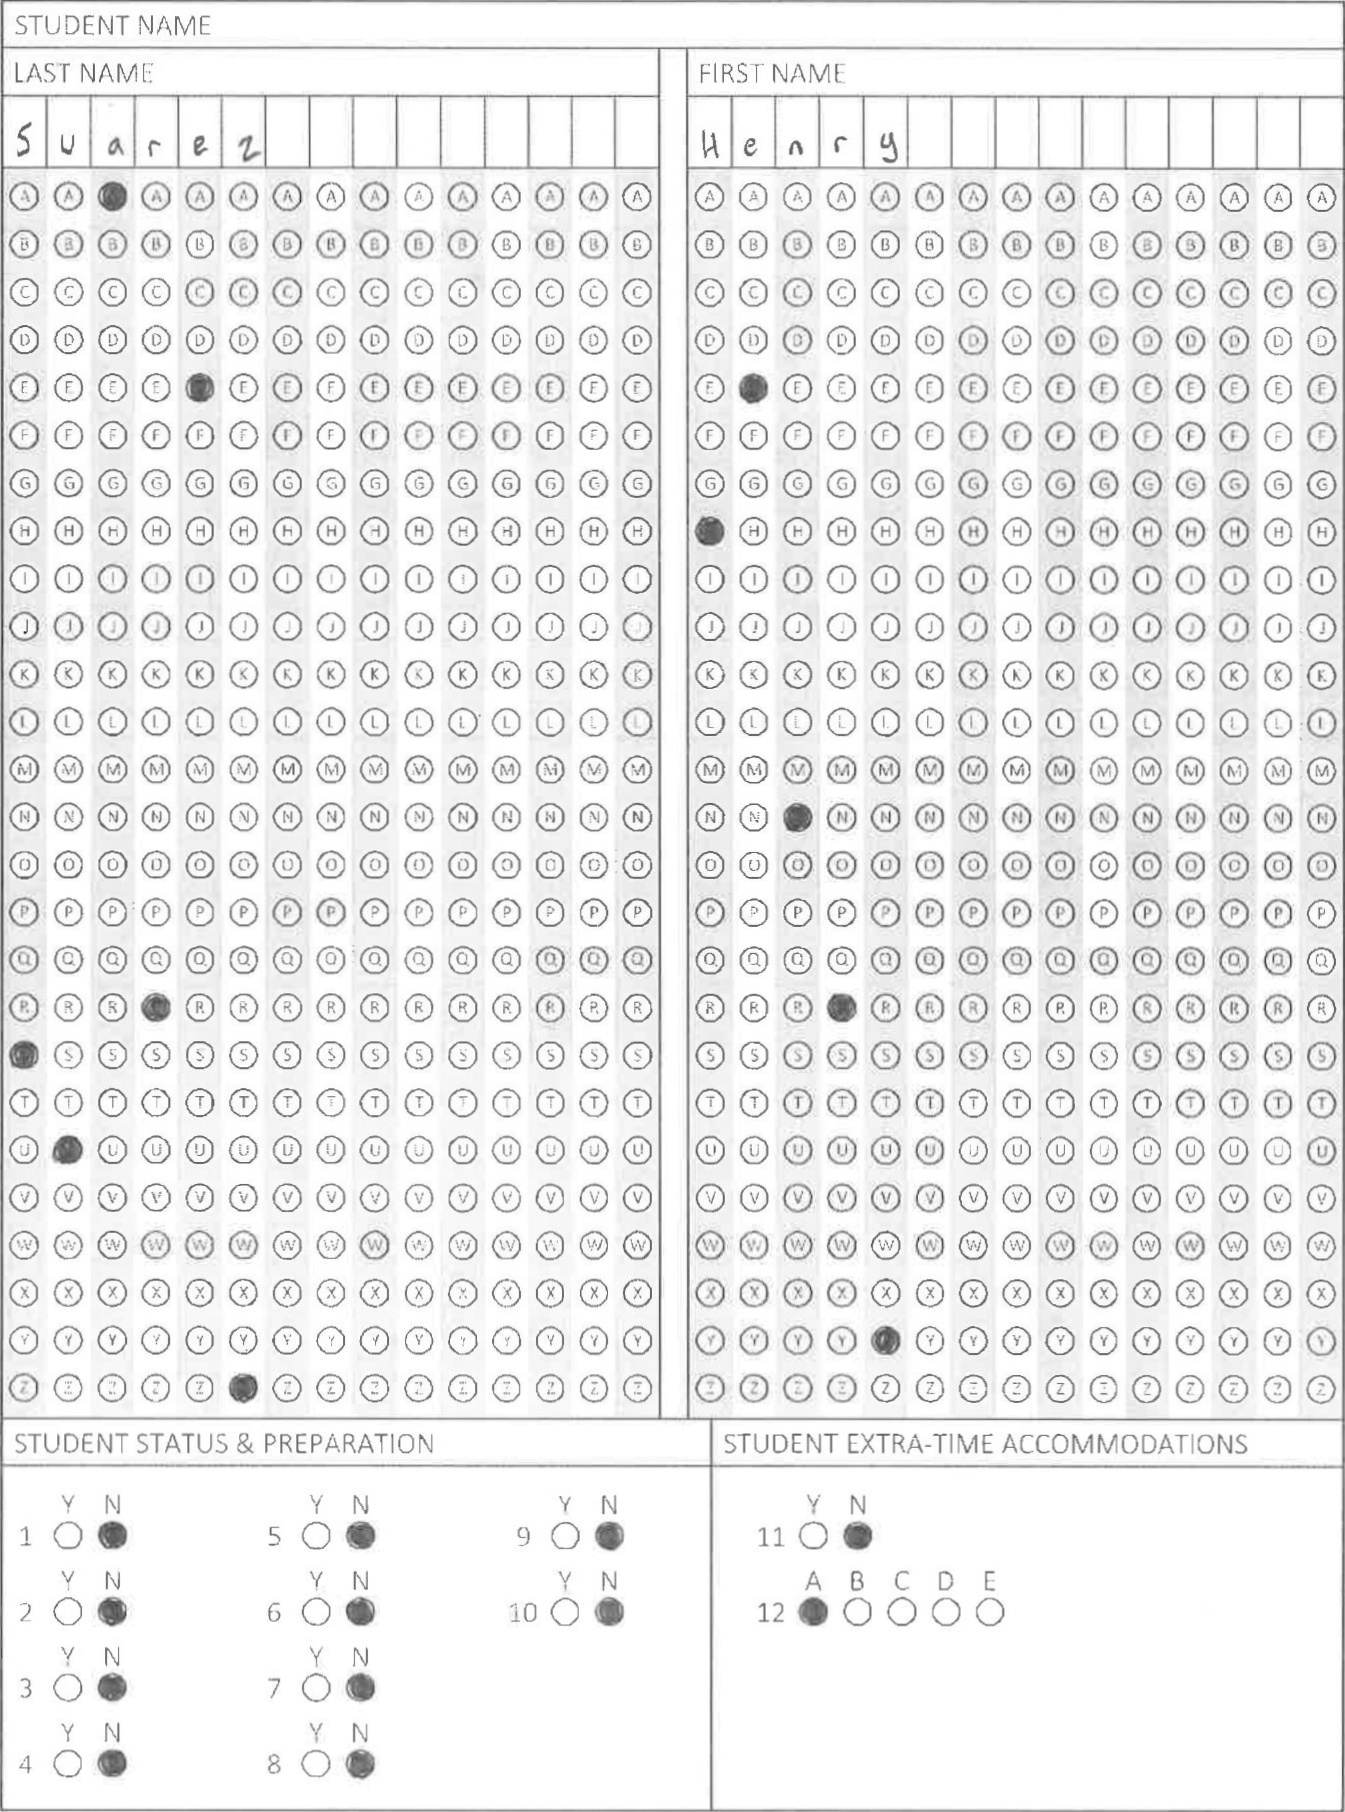 STUDENT NAME
LAST NAME FIRST NAME
S u a r e z H e n r y
A A A A A A A A A A A A A A A A A A A A A A A A A A A A A
B B B B B B B B B B B B B B B B B B B B B B B B B B B B B B
C C C C C C C C C C C C C C C C C C C C C C C C C C C C C C
D D D D D D D D D D D D D D D D D D D D D D D D D D D D D D
E E E E E E E E E E E E E E E E E E E E E E E E E E E E
F F F F F F F F F F F F F F F F F F F F F F F F F F F F F F
G G G G G G G G G G G G G G G G G G G G G G G G G G G G G G
H H H H H H H H H H H H H H H H H H H H H H H H H H H H H
I I I I I I I I I I I I I I I I I I I I I I I I I I I I I I
J J J J J J J J J J J J J J J J J J J J J J J J J J J J J J
K K K K K K K K K K K K K K K K K K K K K K K K K K K K K K
L L L L L L L L L L L L L L L L L L L L L L L L L L L L L L
M M M M M M M M M M M M M M M M M M M M M M M M M M M M M M
N N N N N N N N N N N N N N N N N N N N N N N N N N N N N
O O O O O O O O O O O O O O O O O O O O O O O O O O O O O O
P P P P P P P P P P P P P P P P P P P P P P P P P P P P P P
Q Q Q Q Q Q Q Q Q Q Q Q Q Q Q Q Q Q Q Q Q Q Q Q Q Q Q Q Q Q
R R R R R R R R R R R R R R R R R R R R R R R R R R R R
S S S S S S S S S S S S S S S S S S S S S S S S S S S S S
T T T T T T T T T T T T T T T T T T T T T T T T T T T T T T
U U U U U U U U U U U U U U U U U U U U U U U U U U U U U
V V V V V V V V V V V V V V V V V V V V V V V V V V V V V V
W W W W W W W W W W W W W W W W W W W W W W W W W W W W W W
X X X X X X X X X X X X X X X X X X X X X X X X X X X X X X
Y Y Y Y Y Y Y Y Y Y Y Y Y Y Y Y Y Y Y Y Y Y Y Y Y Y Y Y Y
Z Z Z Z Z Z Z Z Z Z Z Z Z Z Z Z Z Z Z Z Z Z Z Z Z Z Z Z Z
STUDENT STATUS & PREPARATION
Y N Y N Y N
1 5 9
Y N Y N Y N
2 6 10
Y N Y N
3 7
Y N Y N
4 8
STUDENT EXTRA-TIME ACCOMMODATIONS
Y N
11
A B C D E
12